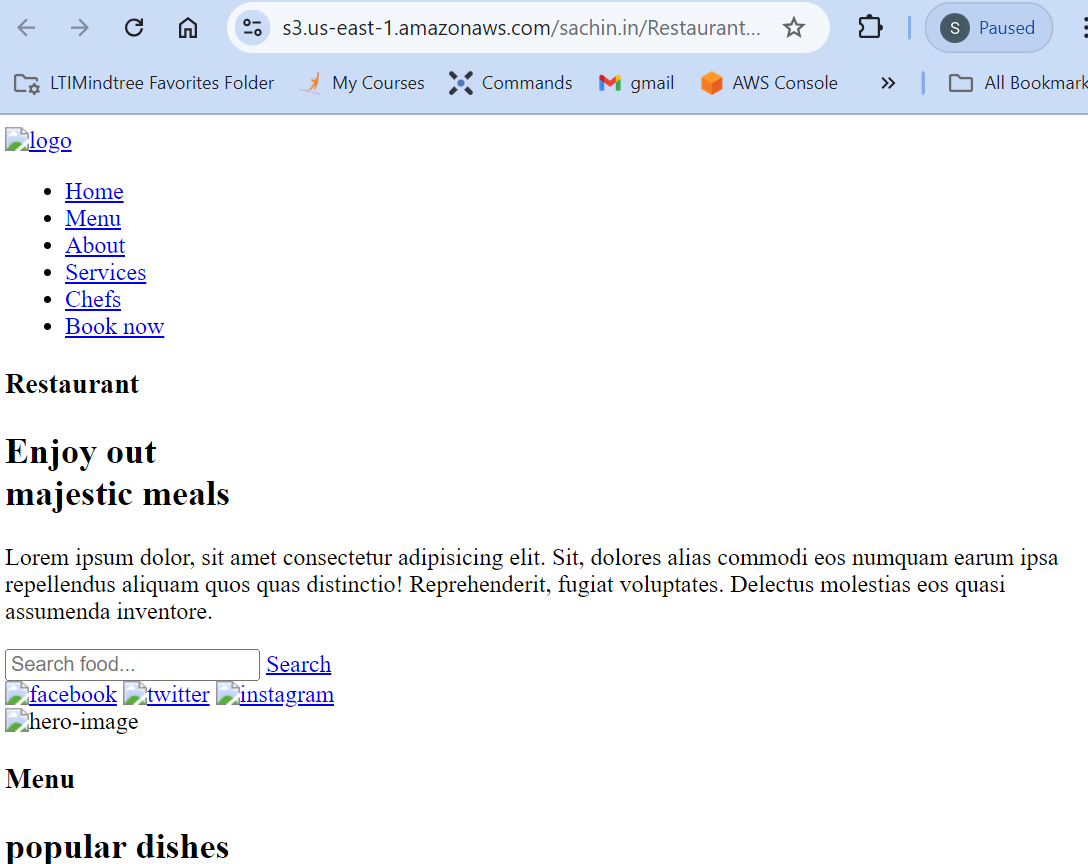 s3.us-east-1.amazonaws.com/sachin.in/Restaurant...
S Paused
LTIMindtree Favorites Folder My Courses Commands gmail AWS Console » All Bookmark
logo
Home
Menu
About
Services
Chefs
Book now
Restaurant
Enjoy out
majestic meals
Lorem ipsum dolor, sit amet consectetur adipisicing elit. Sit, dolores alias commodi eos numquam earum ipsa
repellendus aliquam quos quas distinctio! Reprehenderit, fugiat voluptates. Delectus molestias eos quasi
assumenda inventore.
Search food... Search
facebook twitter instagram
hero-image
Menu
popular dishes